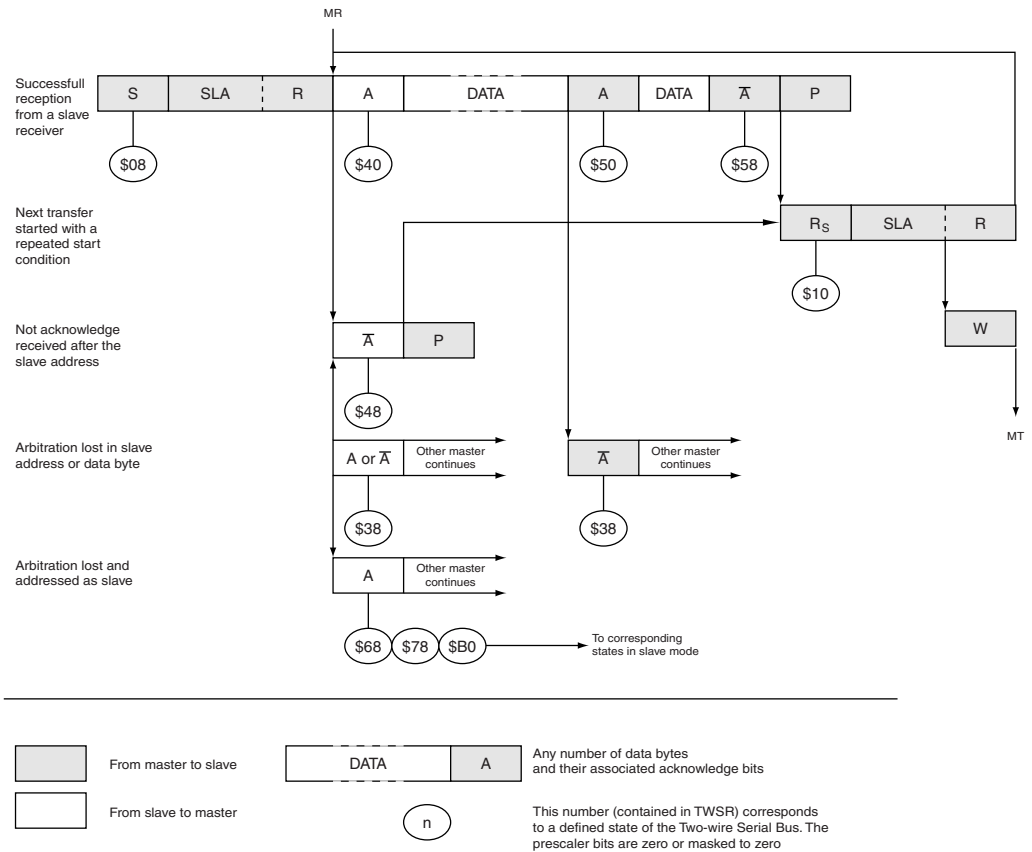 MR
Successfull
reception
from a slave
receiver
S SLA R A DATA A DATA A̅ P
$08 $40 $50 $58
Next transfer
started with a
repeated start
condition
RS SLA R
$10
Not acknowledge
received after the
slave address
A̅ P
W
$48
MT
Arbitration lost in slave
address or data byte
A or A̅
Other master
continues
A̅
Other master
continues
$38 $38
Arbitration lost and
addressed as slave
A
Other master
continues
$68 $78 $B0
To corresponding
states in slave mode
From master to slave
DATA A
Any number of data bytes
and their associated acknowledge bits
From slave to master
n
This number (contained in TWSR) corresponds
to a defined state of the Two-wire Serial Bus. The
prescaler bits are zero or masked to zero